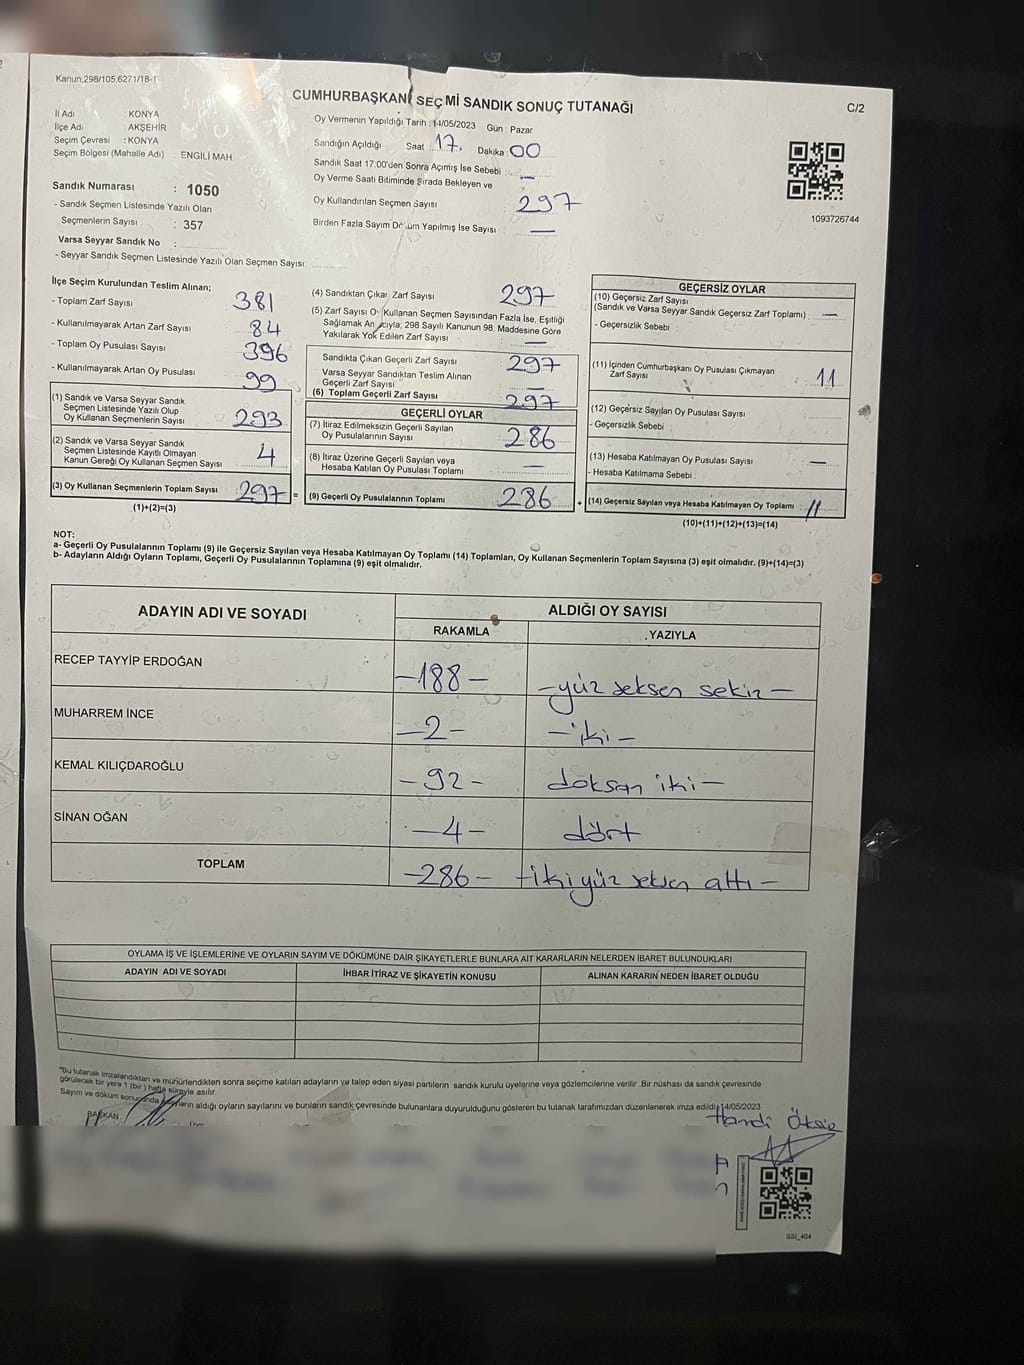 Kanun;298/105,6271/18-1
CUMHURBAŞKANI SEÇMİ SANDIK SONUÇ TUTANAĞI
C/2
İl Adı : KONYA
İlçe Adı : AKŞEHİR
Seçim Çevresi : KONYA
Seçim Bölgesi (Mahalle Adı) : ENGILI MAH.
Oy Vermenin Yapıldığı Tarih :14/05/2023 Gün : Pazar
Sandığın Açıldığı Saat : 17. Dakika : 00
Sandık Saat 17:00'den Sonra Açımış İse Sebebi : —
Oy Verme Saati Bitiminde Sırada Bekleyen ve
Oy Kullandırılan Seçmen Sayısı : 297
Birden Fazla Sayım Dökum Yapılmış İse Sayısı : —
1093726744
Sandık Numarası : 1050
- Sandık Seçmen Listesinde Yazılı Olan
Seçmenlerin Sayısı : 357
Varsa Seyyar Sandık No :
- Seyyar Sandık Seçmen Listesinde Yazılı Olan Seçmen Sayısı:
İlçe Seçim Kurulundan Teslim Alınan;
- Toplam Zarf Sayısı 381
- Kullanılmayarak Artan Zarf Sayısı 84
- Toplam Oy Pusulası Sayısı 396
- Kullanılmayarak Artan Oy Pusulası 99
(1) Sandık ve Varsa Seyyar Sandık
Seçmen Listesinde Yazılı Olup
Oy Kullanan Seçmenlerin Sayısı 293
(2) Sandık ve Varsa Seyyar Sandık
Seçmen Listesinde Kayıtlı Olmayan
Kanun Gereği Oy Kullanan Seçmen Sayısı 4
(3) Oy Kullanan Seçmenlerin Toplam Sayısı 297 =
(1)+(2)=(3)
(4) Sandıktan Çıkan Zarf Sayısı 297
(5) Zarf Sayısı Oy Kullanan Seçmen Sayısından Fazla İse, Eşitliği
Sağlamak Amacıyla; 298 Sayılı Kanunun 98. Maddesine Göre
Yakılarak Yok Edilen Zarf Sayısı —
Sandıkta Çıkan Geçerli Zarf Sayısı 297
Varsa Seyyar Sandıktan Teslim Alınan
Geçerli Zarf Sayısı —
(6) Toplam Geçerli Zarf Sayısı 297
GEÇERLİ OYLAR
(7) İtiraz Edilmeksizin Geçerli Sayılan
Oy Pusulalarının Sayısı 286
(8) İtiraz Üzerine Geçerli Sayılan veya
Hesaba Katılan Oy Pusulası Toplamı —
(9) Geçerli Oy Pusulalarının Toplamı 286 +
GEÇERSİZ OYLAR
(10) Geçersiz Zarf Sayısı
(Sandık ve Varsa Seyyar Sandık Geçersiz Zarf Toplamı) : —
- Geçersizlik Sebebi :
(11) İçinden Cumhurbaşkanı Oy Pusulası Çıkmayan
Zarf Sayısı : 11
(12) Geçersiz Sayılan Oy Pusulası Sayısı
- Geçersizlik Sebebi :
(13) Hesaba Katılmayan Oy Pusulası Sayısı : —
- Hesaba Katılmama Sebebi :
(14) Geçersiz Sayılan veya Hesaba Katılmayan Oy Toplamı : 11
(10)+(11)+(12)+(13)=(14)
NOT:
a- Geçerli Oy Pusulalarının Toplamı (9) ile Geçersiz Sayılan veya Hesaba Katılmayan Oy Toplamı (14) Toplamları, Oy Kullanan Seçmenlerin Toplam Sayısına (3) eşit olmalıdır. (9)+(14)=(3)
b- Adayların Aldığı Oyların Toplamı, Geçerli Oy Pusulalarının Toplamına (9) eşit olmalıdır.
ADAYIN ADI VE SOYADI
ALDIĞI OY SAYISI
RAKAMLA
YAZIYLA
RECEP TAYYİP ERDOĞAN -188- -yüz seksen sekiz-
MUHARREM İNCE -2- -iki-
KEMAL KILIÇDAROĞLU -92- doksan iki-
SİNAN OĞAN -4- dört
TOPLAM -286- -ikiyüz seksen altı-
OYLAMA İŞ VE İŞLEMLERİNE VE OYLARIN SAYIM VE DÖKÜMÜNE DAİR ŞİKAYETLERLE BUNLARA AİT KARARLARIN NELERDEN İBARET BULUNDUKLARI
ADAYIN ADI VE SOYADI
İHBAR İTİRAZ VE ŞİKAYETİN KONUSU
ALINAN KARARIN NEDEN İBARET OLDUĞU
"Bu tutanak imzalandıktan ve mühürlendikten sonra seçime katılan adayların ve talep eden siyasi partilerin sandık kurulu üyelerine veya gözlemcilerine verilir .Bir nüshası da sandık çevresinde
görülecek bir yere 1 (bir ) hafta süreyle asılır.
Sayım ve döküm sonucunda adayların aldığı oyların sayılarını ve bunların sandık çevresinde bulunanlara duyurulduğunu gösteren bu tutanak tarafımızdan düzenlenerek imza edildi.14/05/2023
BAŞKAN
SSI_404